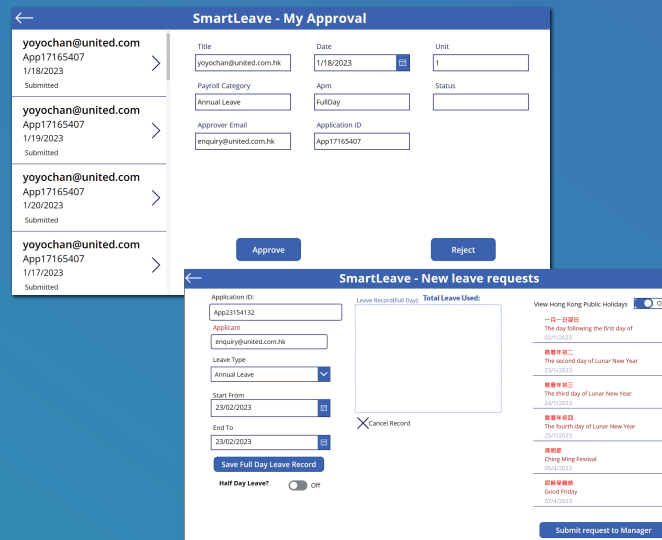 SmartLeave - My Approval
yoyochan@united.com
App17165407
1/18/2023
Submitted
yoyochan@united.com
App17165407
1/19/2023
Submitted
yoyochan@united.com
App17165407
1/20/2023
Submitted
yoyochan@united.com
App17165407
1/17/2023
Submitted
Title Date Unit
yoyochan@united.com.hk 1/18/2023 1
Payroll Category Apm Status
Annual Leave FullDay
Approver Email Application ID
enquiry@united.com.hk App17165407
Approve Reject
SmartLeave - New leave requests
Application ID:
App23154132
Applicant
enquiry@united.com.hk
Leave Type
Annual Leave
Start From
23/02/2023
End To
23/02/2023
Save Full Day Leave Record
Half Day Leave? Off
Leave Record(Full Day): Total Leave Used:
Cancel Record
View Hong Kong Public Holidays
一月一日翌日
The day following the first day of
02/1/2023
農曆年初二
The second day of Lunar New Year
23/1/2023
農曆年初三
The third day of Lunar New Year
24/1/2023
農曆年初四
The fourth day of Lunar New Year
25/1/2023
清明節
Ching Ming Festival
05/4/2023
耶穌受難節
Good Friday
07/4/2023
Submit request to Manager